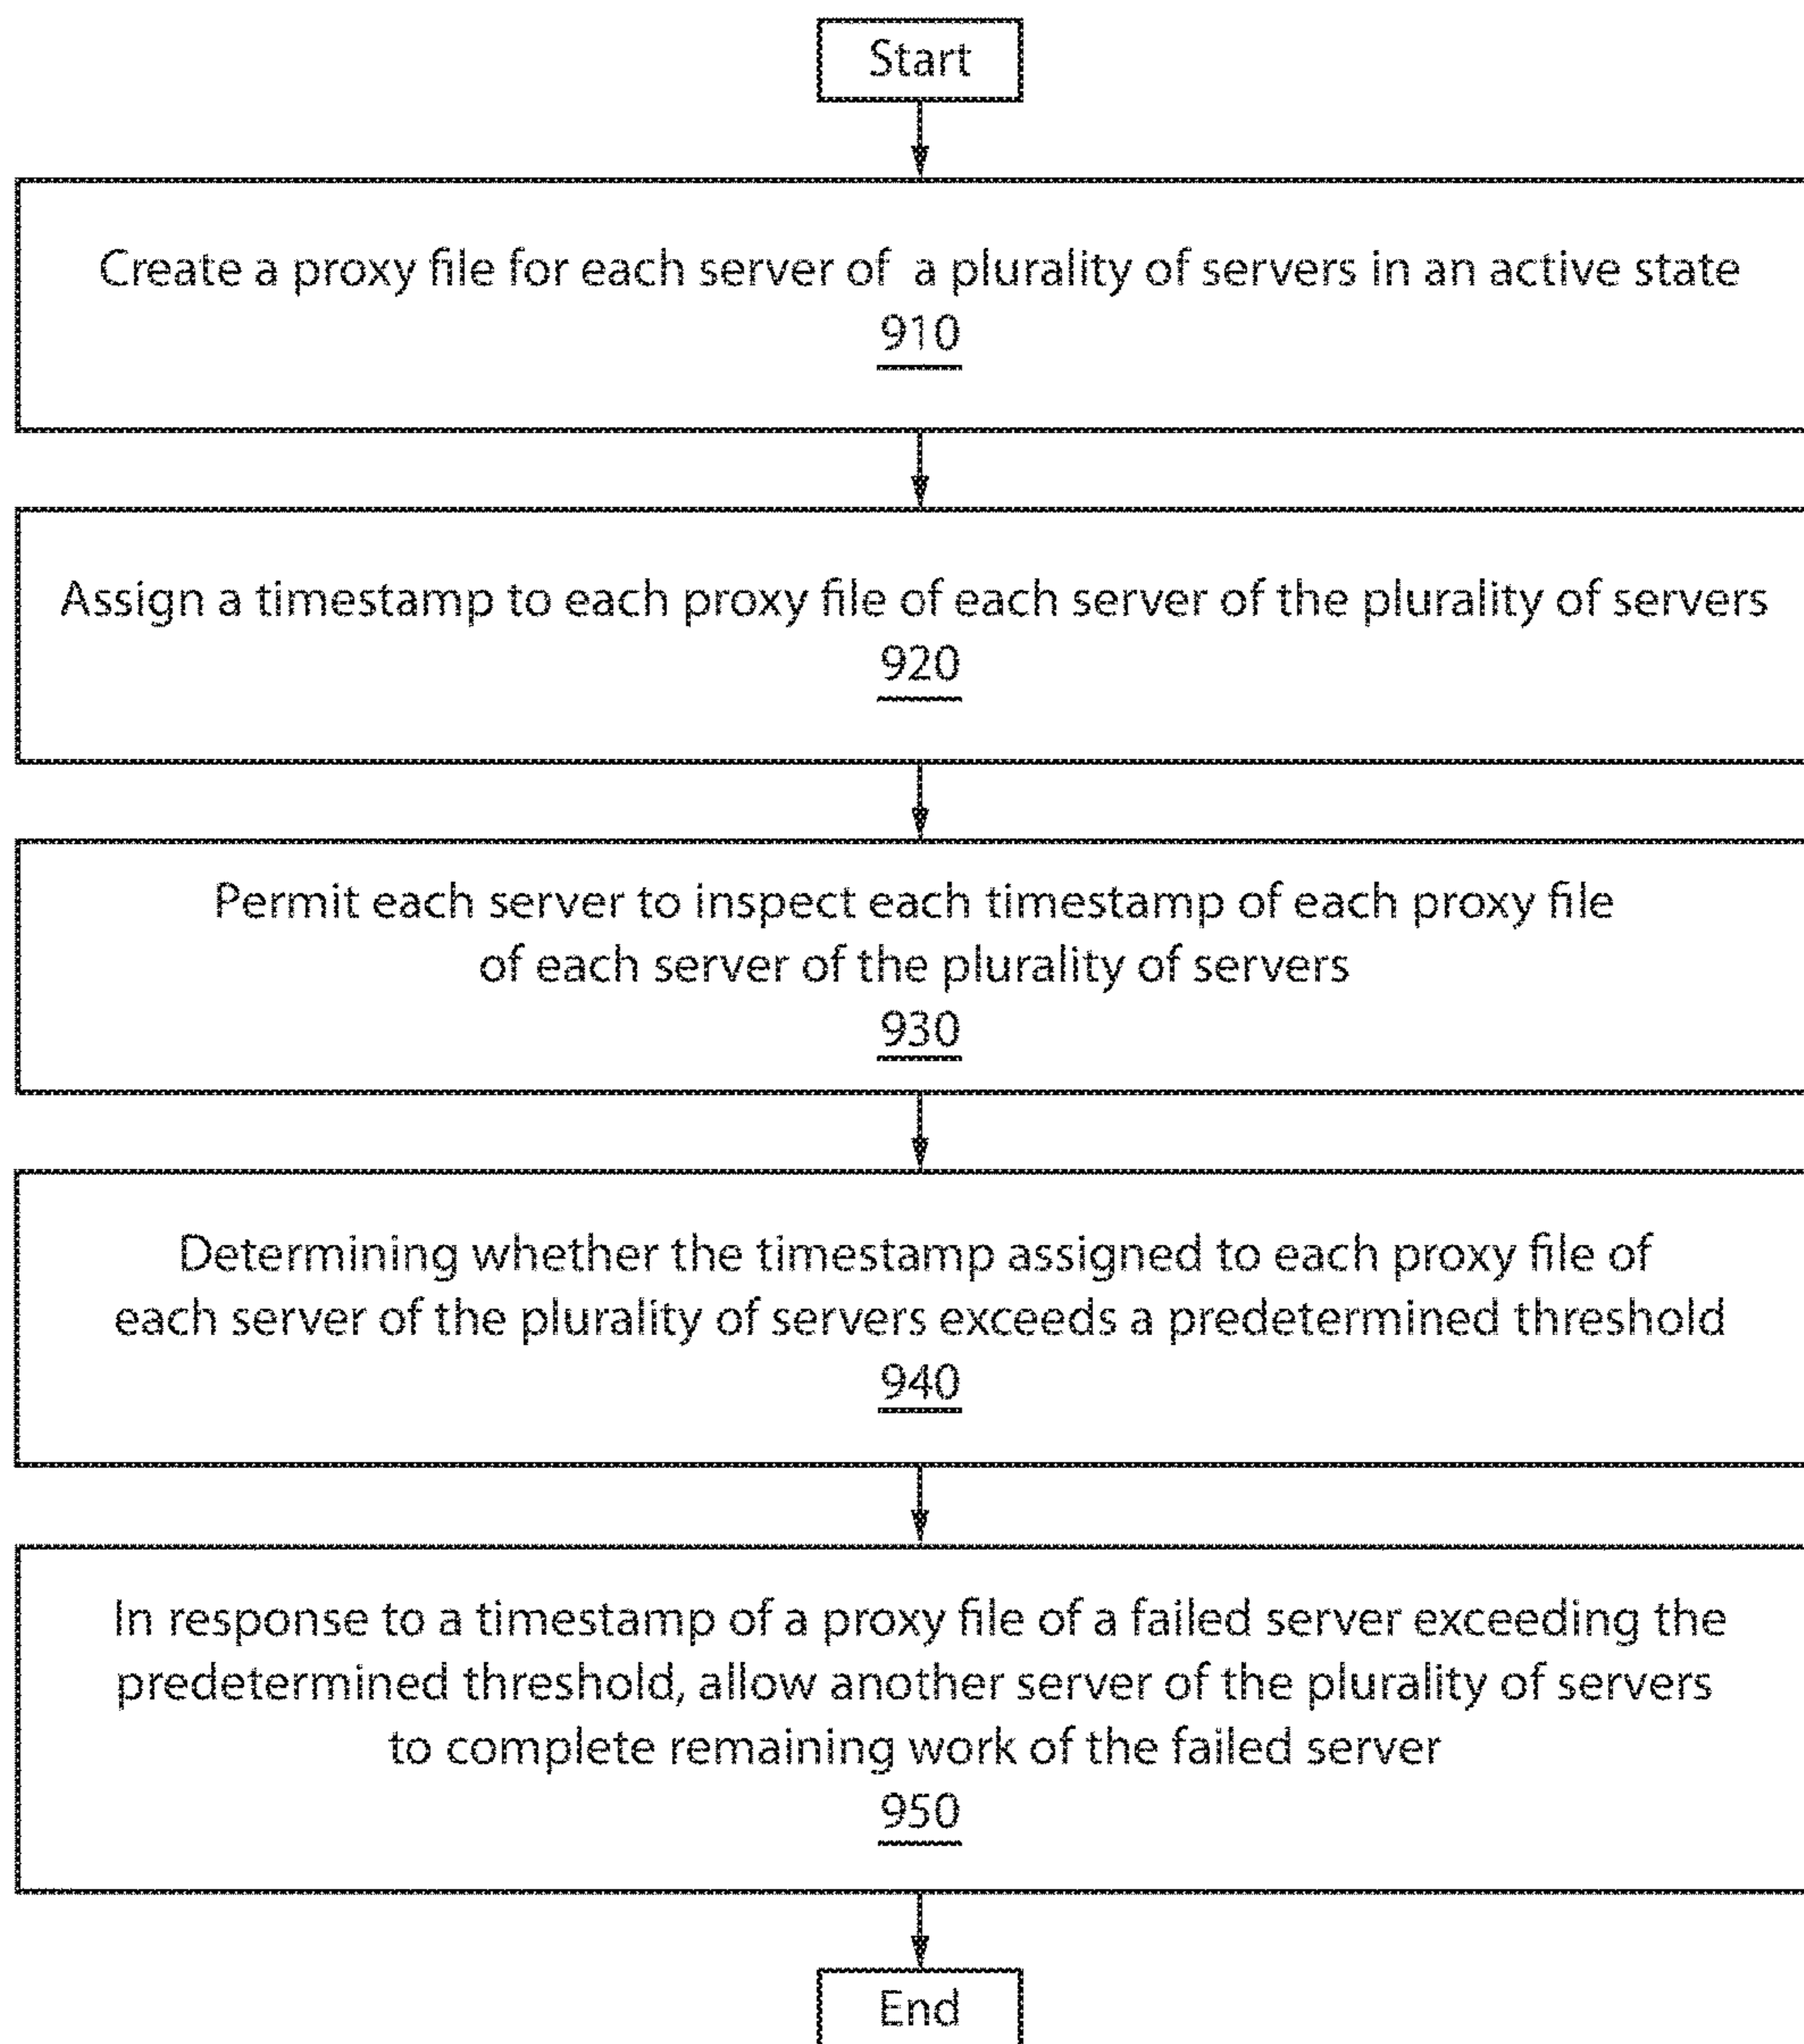 Start
Create a proxy file for each server of a plurality of servers in an active state
910
Assign a timestamp to each proxy file of each server of the plurality of servers
920
Permit each server to inspect each timestamp of each proxy file
of each server of the plurality of servers
930
Determining whether the timestamp assigned to each proxy file of
each server of the plurality of servers exceeds a predetermined threshold
940
In response to a timestamp of a proxy file of a failed server exceeding the
predetermined threshold, allow another server of the plurality of servers
to complete remaining work of the failed server
950
End